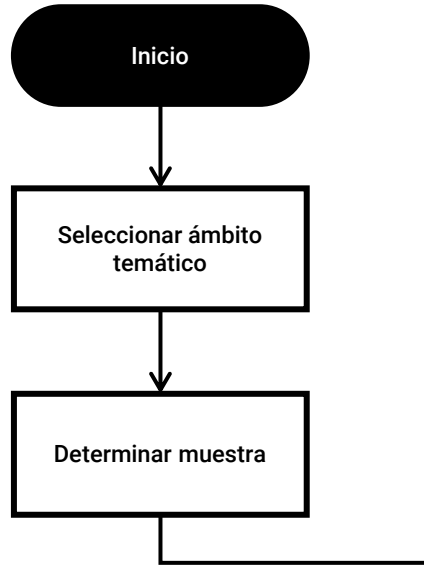 Inicio
Seleccionar ámbito
temático
Determinar muestra